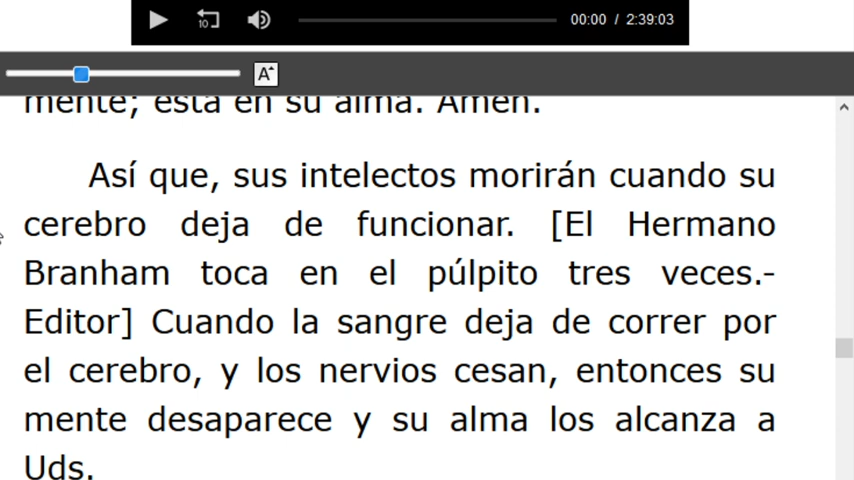 10
00:00 / 2:39:03
A
mente; está en su alma. Amén.
Así que, sus intelectos morirán cuando su
cerebro deja de funcionar. [El Hermano
Branham toca en el púlpito tres veces.-
Editor] Cuando la sangre deja de correr por
el cerebro, y los nervios cesan, entonces su
mente desaparece y su alma los alcanza a
Uds.